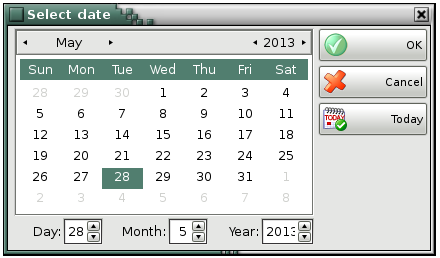 Select date
May 2013
Sun Mon Tue Wed Thu Fri Sat
28 29 30 1 2 3 4
5 6 7 8 9 10 11
12 13 14 15 16 17 18
19 20 21 22 23 24 25
26 27 28 29 30 31 1
2 3 4 5 6 7 8
Day: 28 Month: 5 Year: 2013
OK
Cancel
TODAY Today